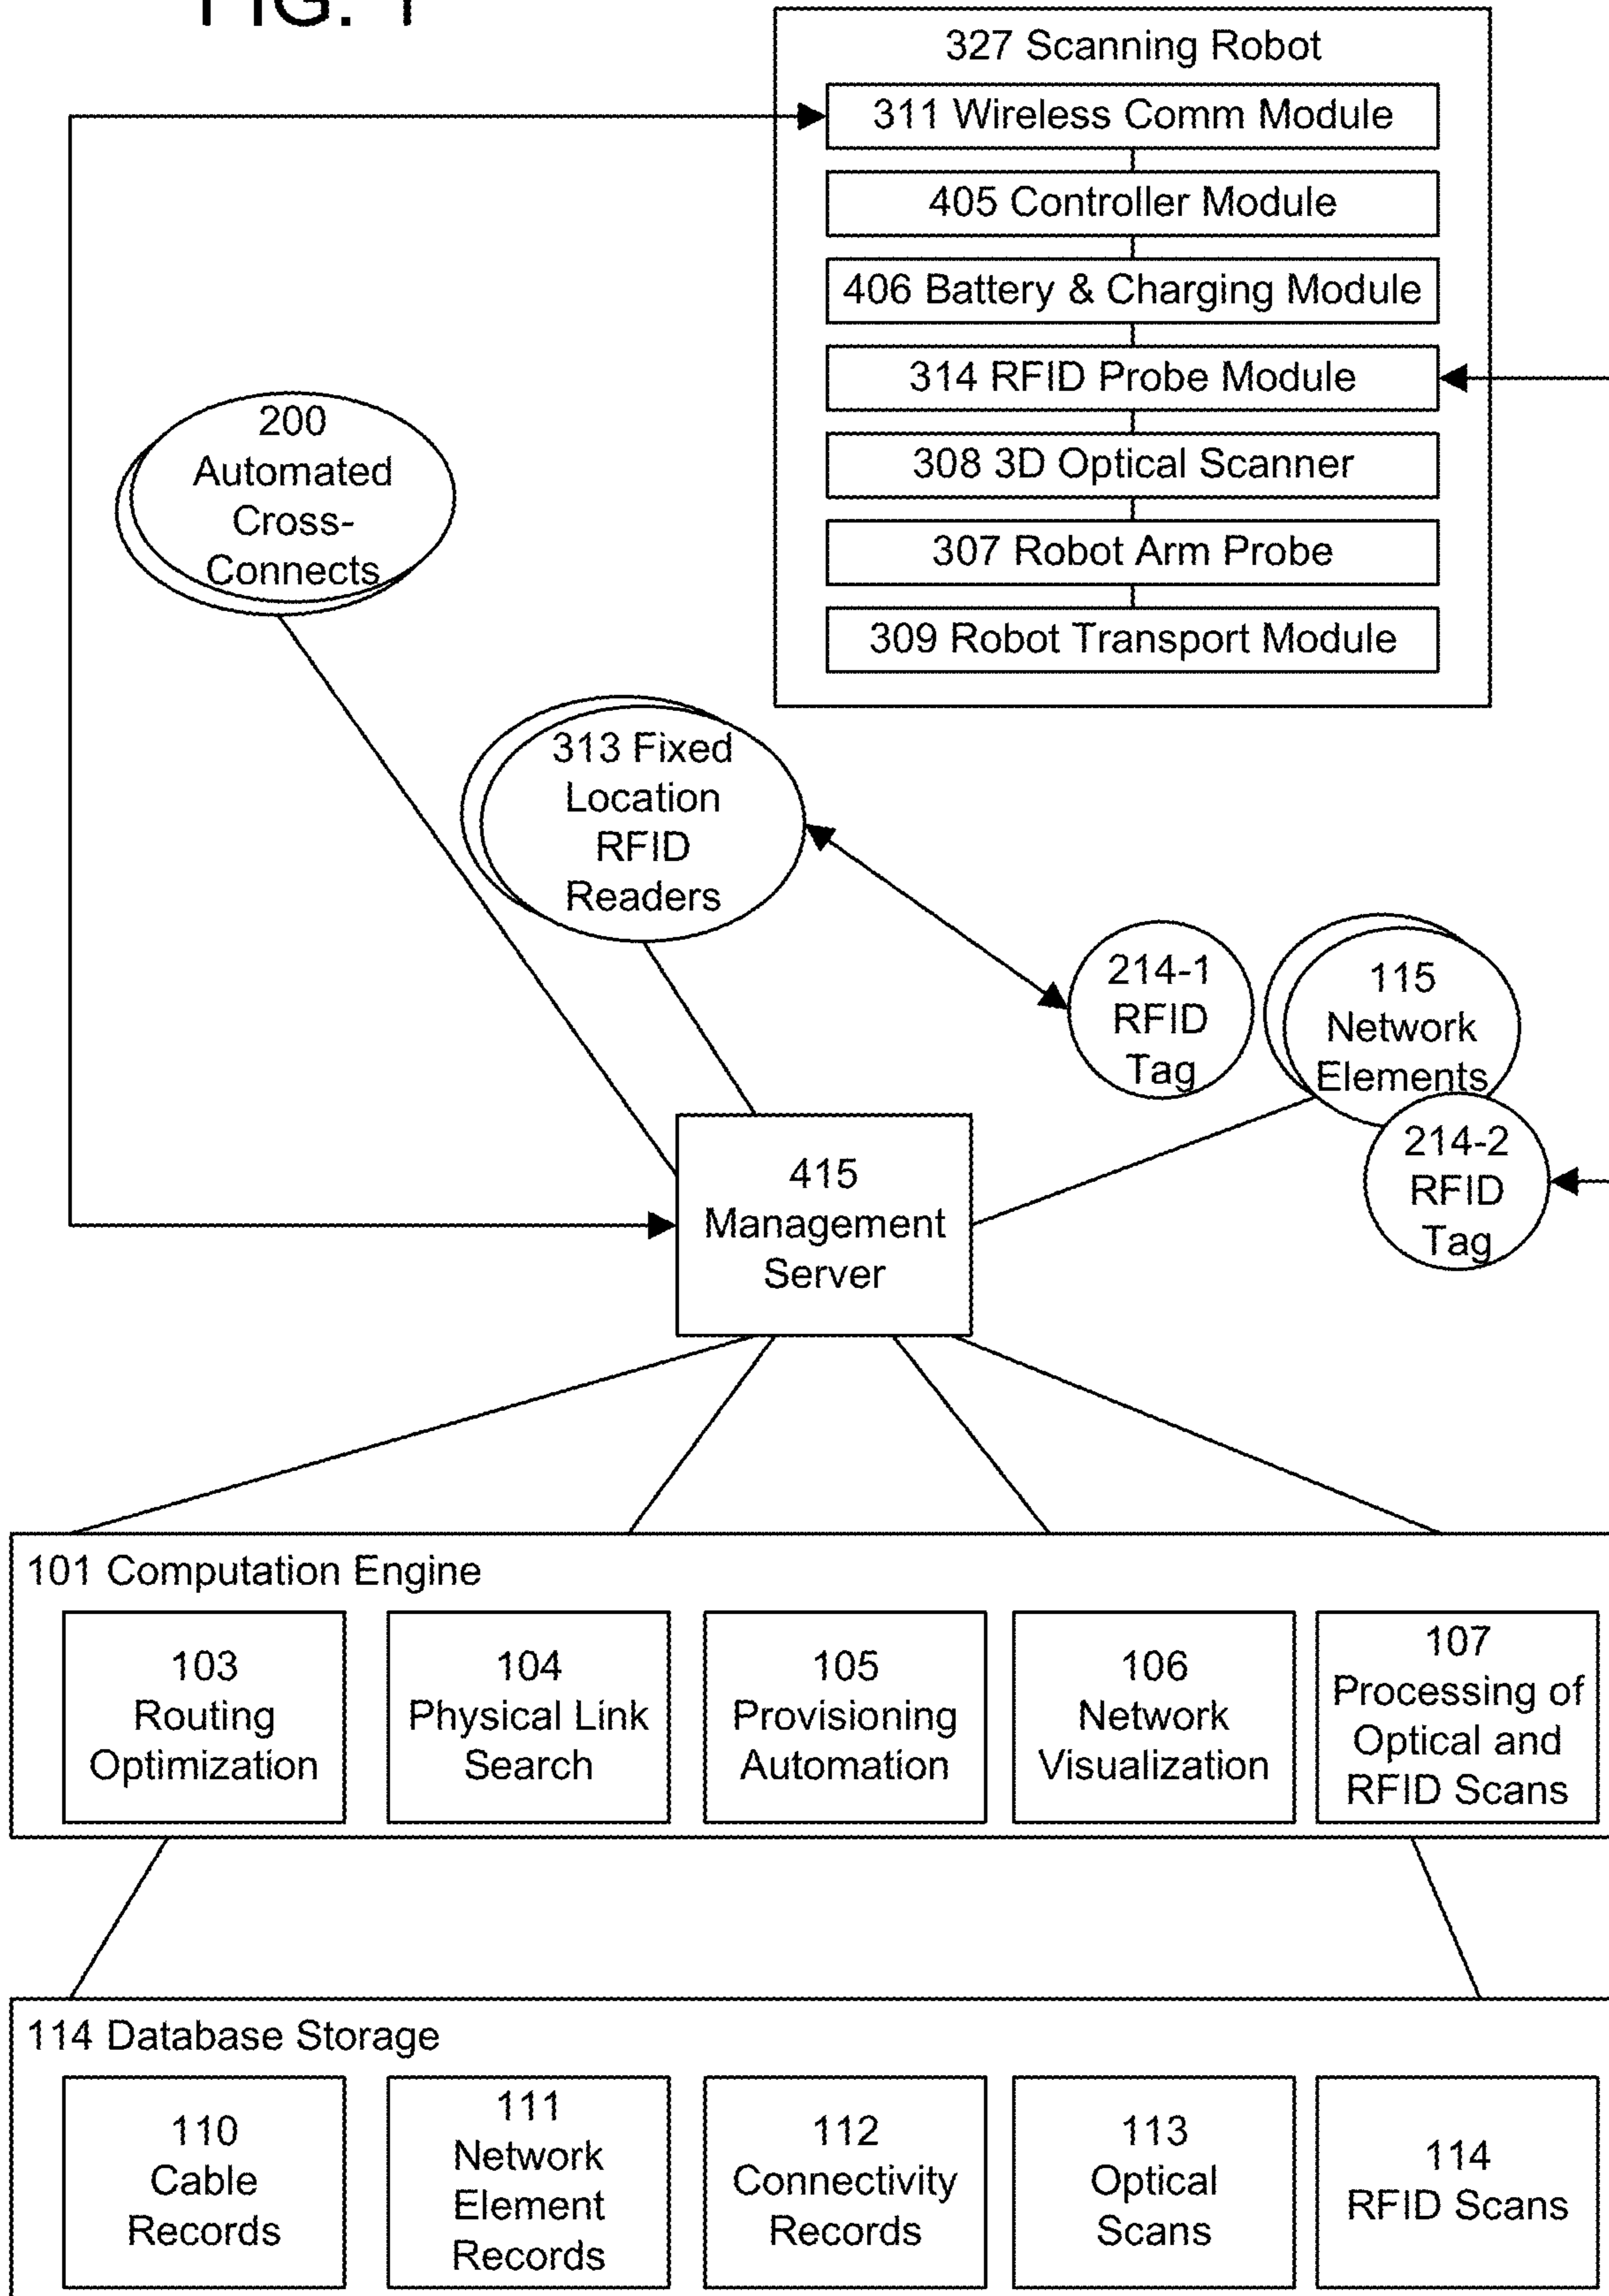 FIG. 1
327 Scanning Robot
311 Wireless Comm Module
405 Controller Module
406 Battery & Charging Module
314 RFID Probe Module
308 3D Optical Scanner
307 Robot Arm Probe
309 Robot Transport Module
200
Automated
Cross-
Connects
313 Fixed
Location
RFID
Readers
214-1
RFID
Tag
115
Network
Elements
214-2
RFID
Tag
415
Management
Server
101 Computation Engine
103
Routing
Optimization
104
Physical Link
Search
105
Provisioning
Automation
106
Network
Visualization
107
Processing of
Optical and
RFID Scans
114 Database Storage
110
Cable
Records
111
Network
Element
Records
112
Connectivity
Records
113
Optical
Scans
114
RFID Scans